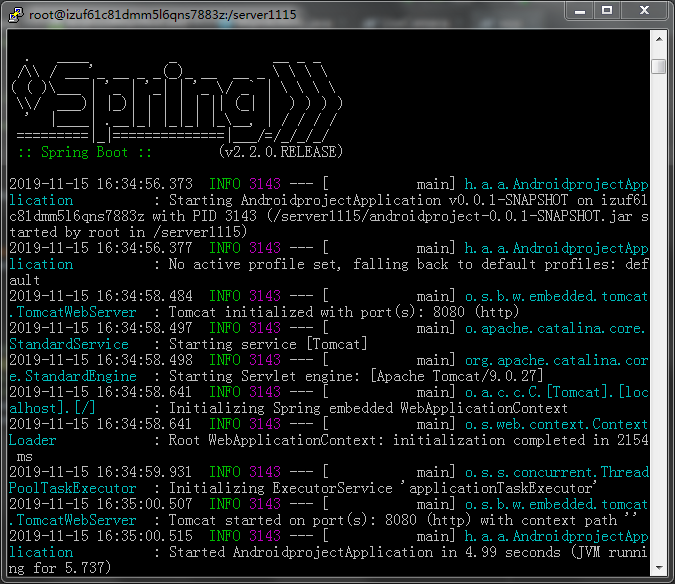 root@izuf61c81dmm5l6qns7883z:/server1115
  .   ____          _            __ _ _
 /\\ / ___'_ __ _ _(_)_ __  __ _ \ \ \ \
( ( )\___ | '_ | '_| | '_ \/ _` | \ \ \ \
 \\/  ___)| |_)| | | | | || (_| |  ) ) ) )
  '  |____| .__|_| |_|_| |_\__, | / / / /
 =========|_|==============|___/=/_/_/_/
 :: Spring Boot ::        (v2.2.0.RELEASE)
2019-11-15 16:34:56.373  INFO 3143 --- [           main] h.a.a.AndroidprojectApp
lication          : Starting AndroidprojectApplication v0.0.1-SNAPSHOT on izuf61
c81dmm5l6qns7883z with PID 3143 (/server1115/androidproject-0.0.1-SNAPSHOT.jar s
tarted by root in /server1115)
2019-11-15 16:34:56.377  INFO 3143 --- [           main] h.a.a.AndroidprojectApp
lication          : No active profile set, falling back to default profiles: def
ault
2019-11-15 16:34:58.484  INFO 3143 --- [           main] o.s.b.w.embedded.tomcat
.TomcatWebServer  : Tomcat initialized with port(s): 8080 (http)
2019-11-15 16:34:58.497  INFO 3143 --- [           main] o.apache.catalina.core.
StandardService   : Starting service [Tomcat]
2019-11-15 16:34:58.498  INFO 3143 --- [           main] org.apache.catalina.cor
e.StandardEngine  : Starting Servlet engine: [Apache Tomcat/9.0.27]
2019-11-15 16:34:58.641  INFO 3143 --- [           main] o.a.c.c.C.[Tomcat].[loc
alhost].[/]       : Initializing Spring embedded WebApplicationContext
2019-11-15 16:34:58.641  INFO 3143 --- [           main] o.s.web.context.Context
Loader            : Root WebApplicationContext: initialization completed in 2154
 ms
2019-11-15 16:34:59.931  INFO 3143 --- [           main] o.s.s.concurrent.Thread
PoolTaskExecutor  : Initializing ExecutorService 'applicationTaskExecutor'
2019-11-15 16:35:00.507  INFO 3143 --- [           main] o.s.b.w.embedded.tomcat
.TomcatWebServer  : Tomcat started on port(s): 8080 (http) with context path ''
2019-11-15 16:35:00.515  INFO 3143 --- [           main] h.a.a.AndroidprojectApp
lication          : Started AndroidprojectApplication in 4.99 seconds (JVM runni
ng for 5.737)